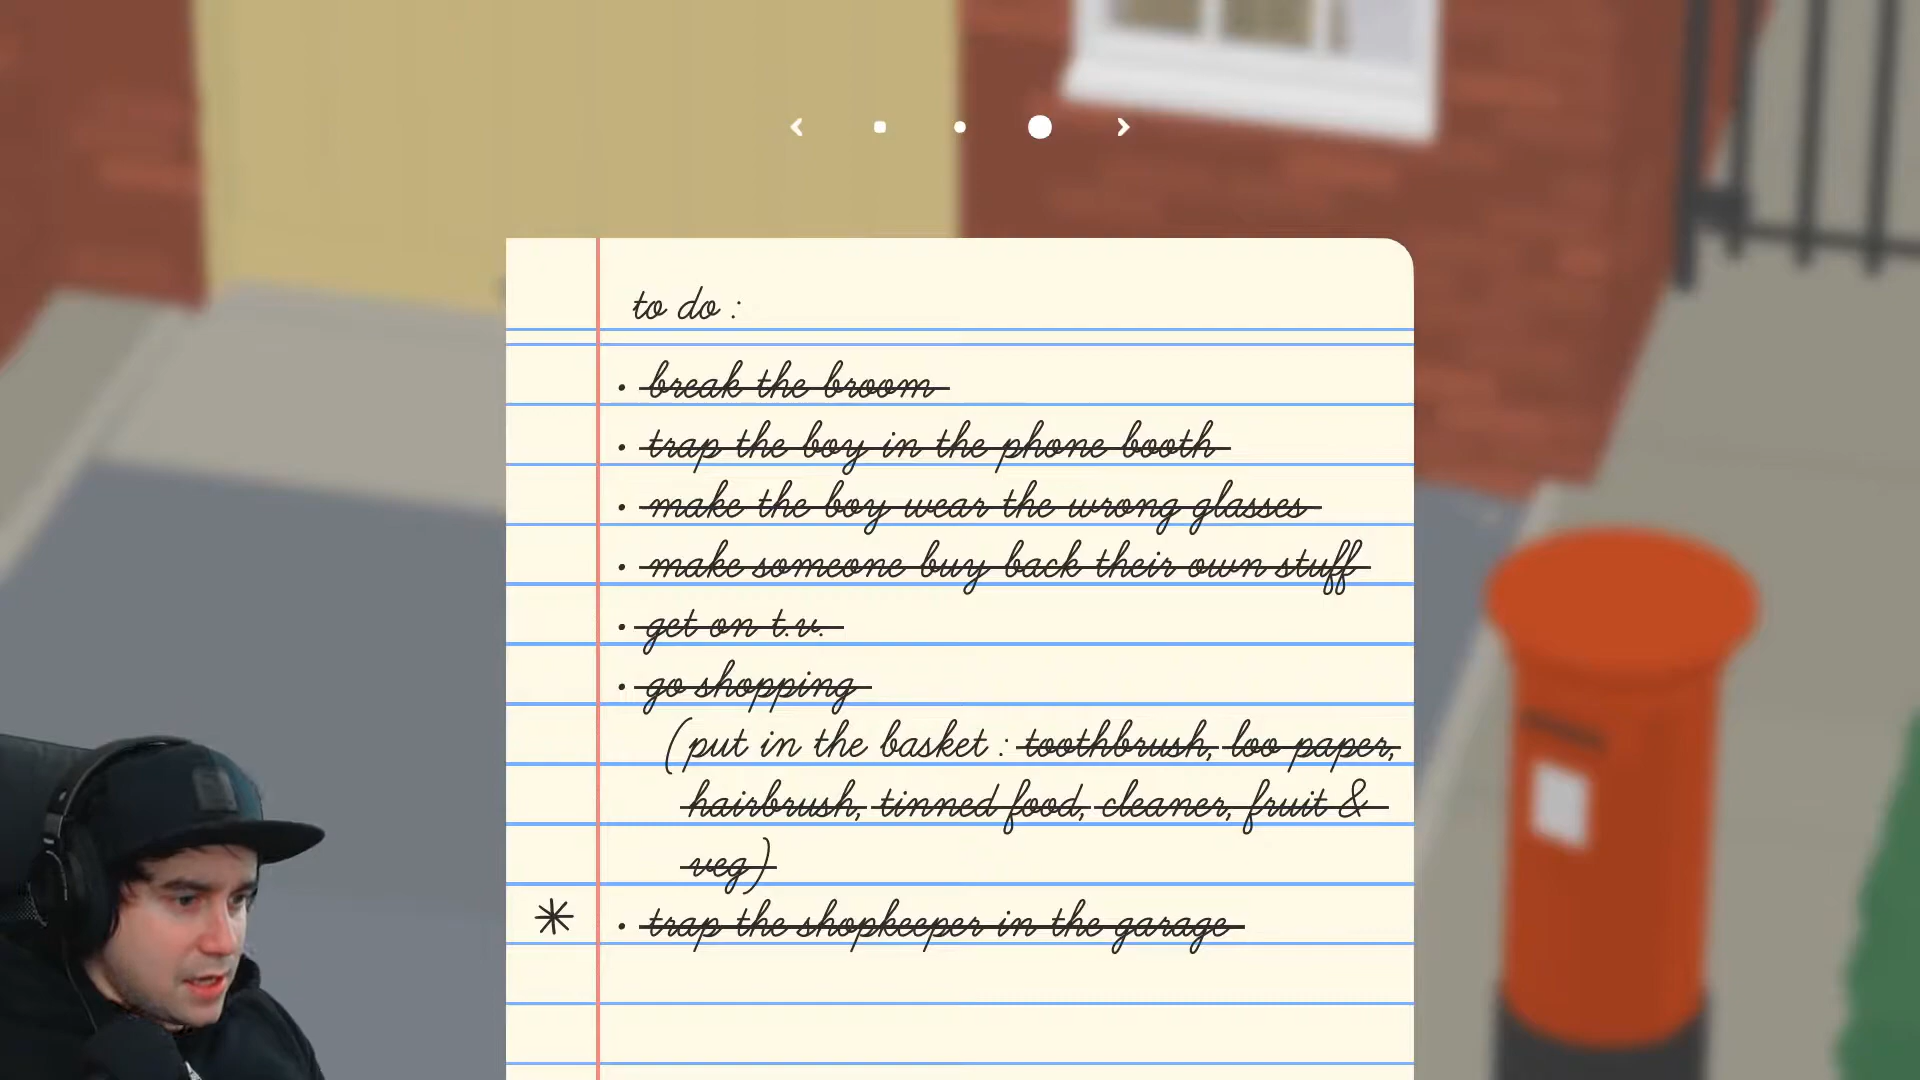 to do :
• break the broom
• trap the boy in the phone booth
• make the boy wear the wrong glasses
• make someone buy back their own stuff
• get on t.v.
• go shopping
(put in the basket : toothbrush, loo paper,
hairbrush, tinned food, cleaner, fruit &
veg)
* • trap the shopkeeper in the garage